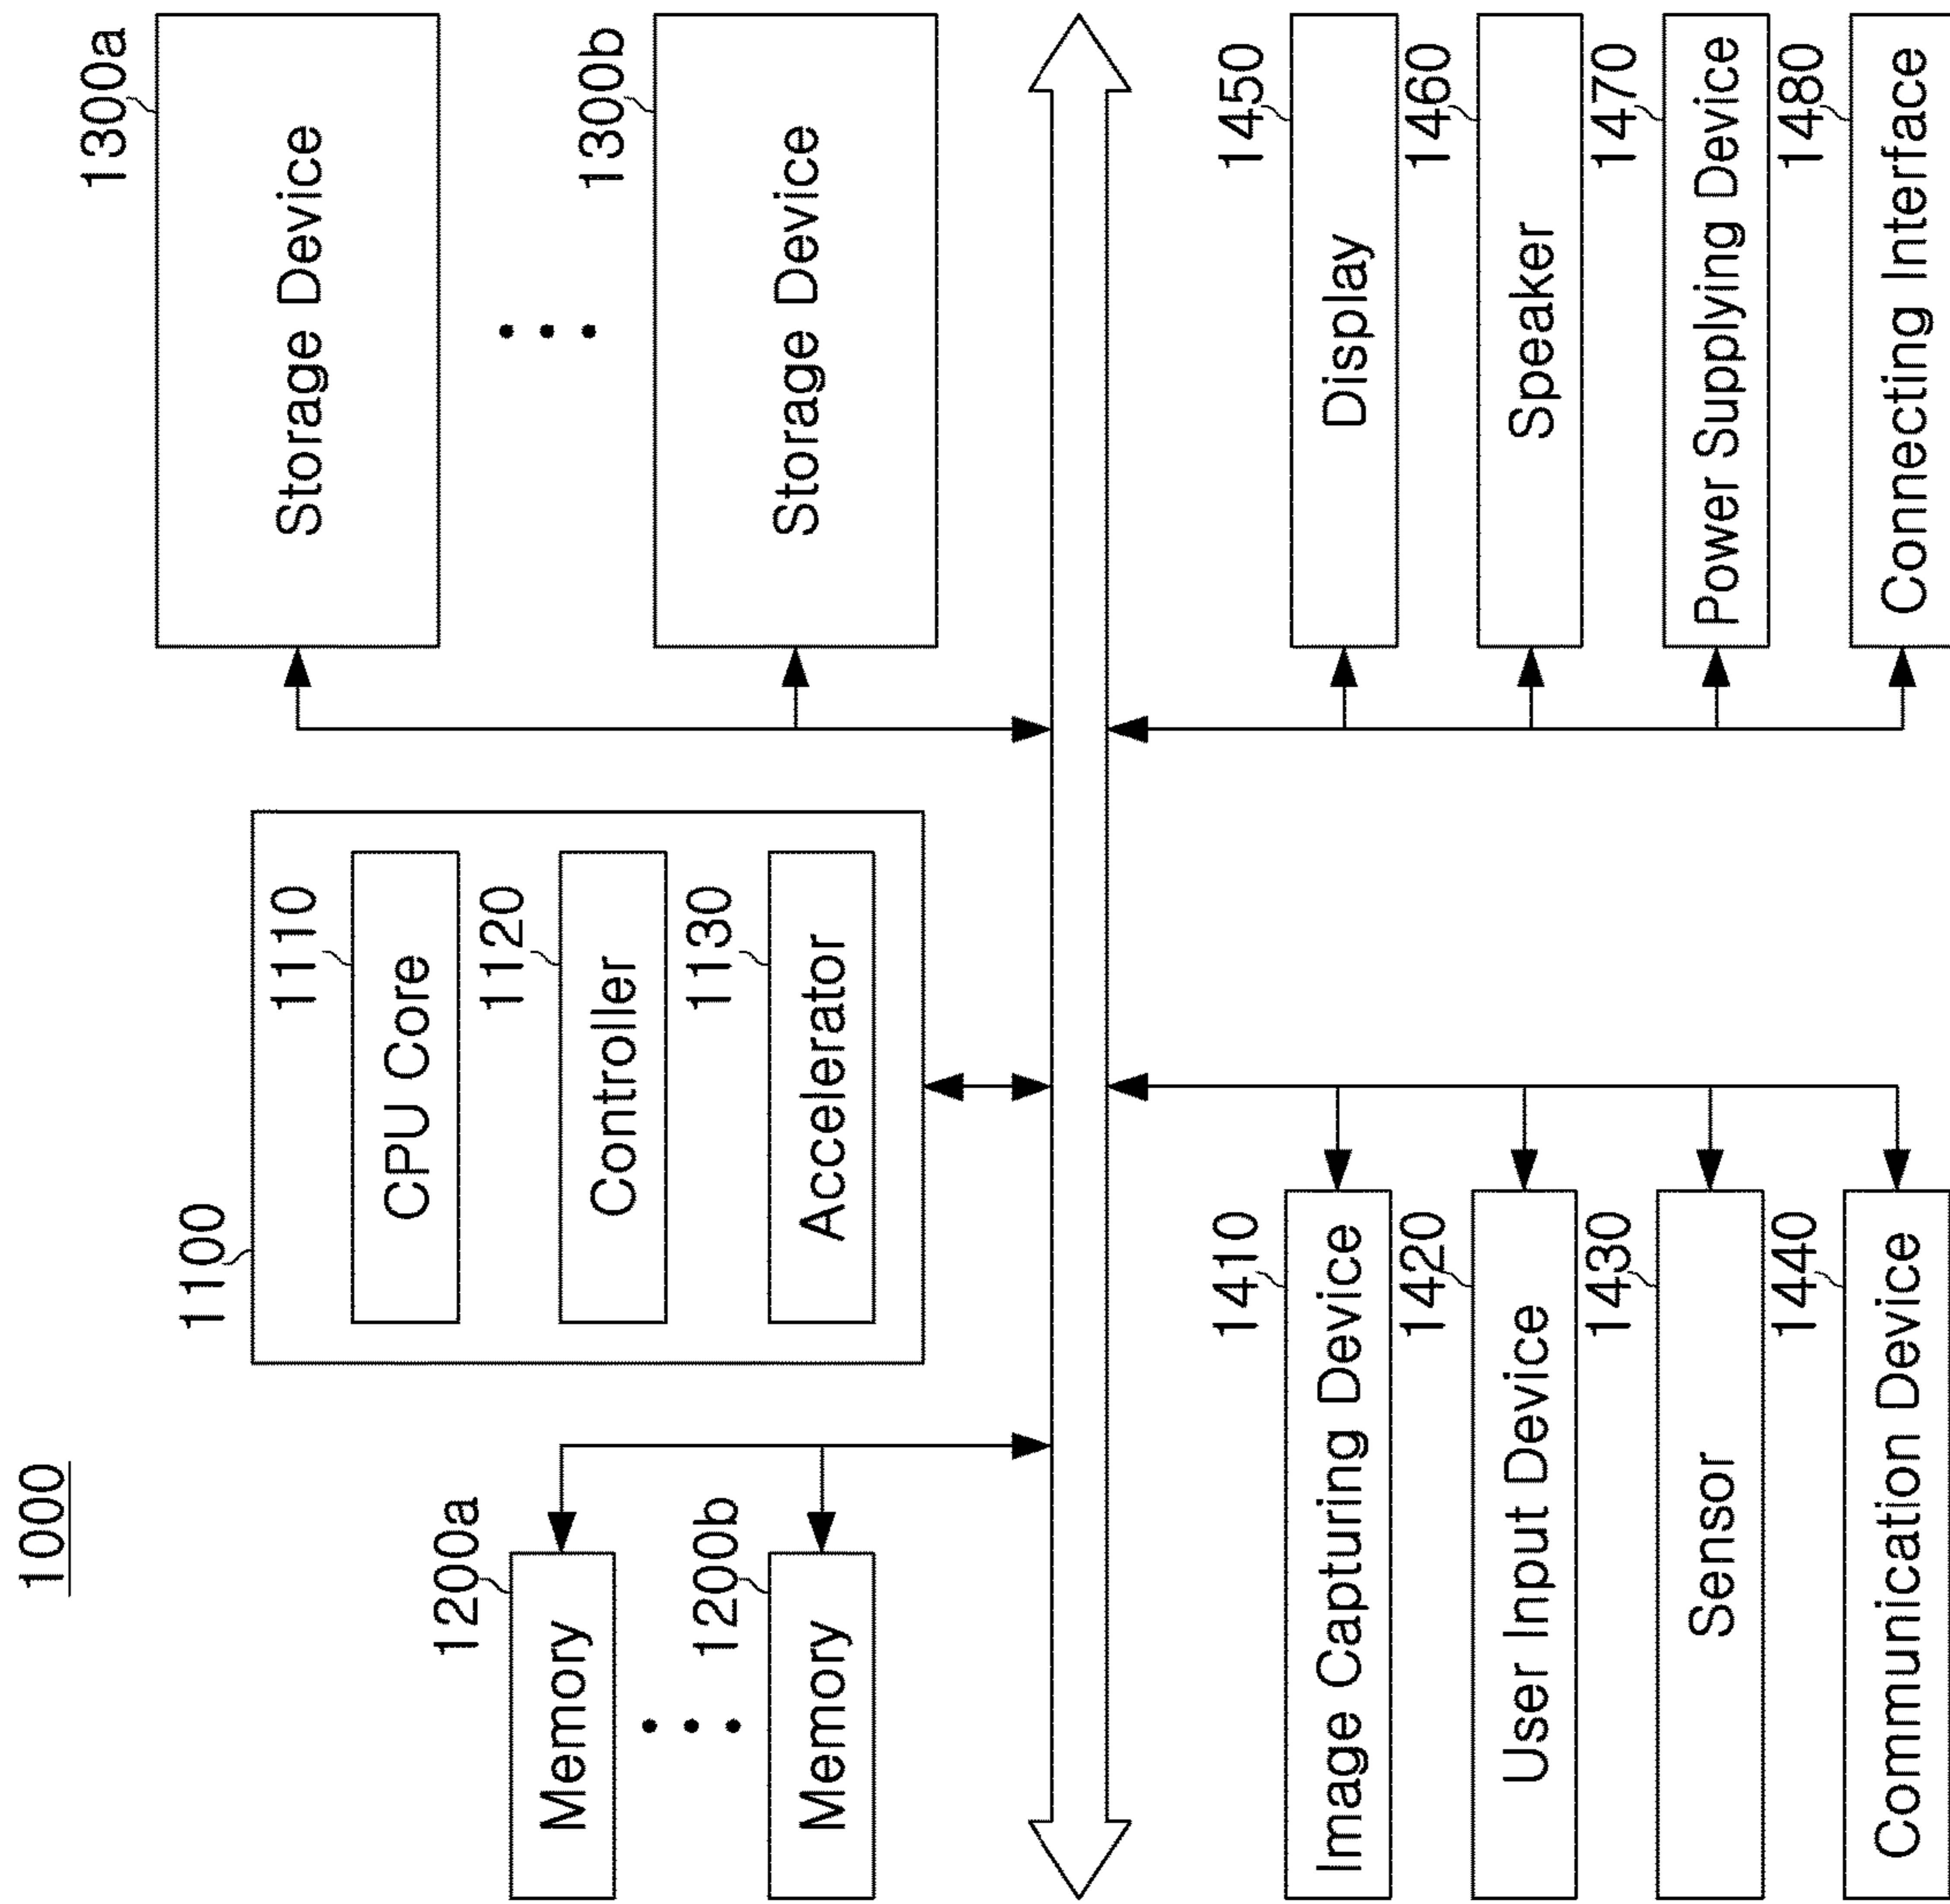 1000
1100
1110
CPU Core
1120
Controller
1130
Accelerator
1200a
Memory
1200b
Memory
1300a
Storage Device
1300b
Storage Device
1410
Image Capturing Device
1420
User Input Device
1430
Sensor
1440
Communication Device
1450
Display
1460
Speaker
1470
Power Supplying Device
1480
Connecting Interface